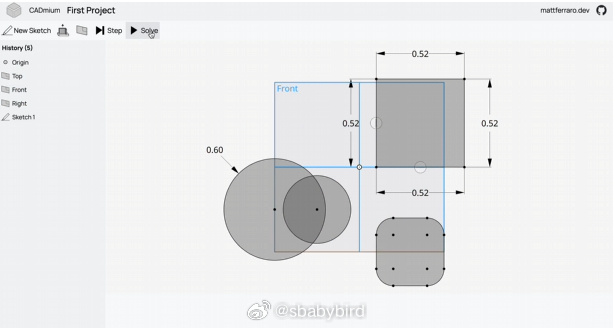 CADmium First Project
mattferraro.dev
New Sketch Step Solve
History (5)
Origin
Top
Front
Right
Sketch 1
Front
0.52
0.52
0.52
0.52
0.60
@sbabybird